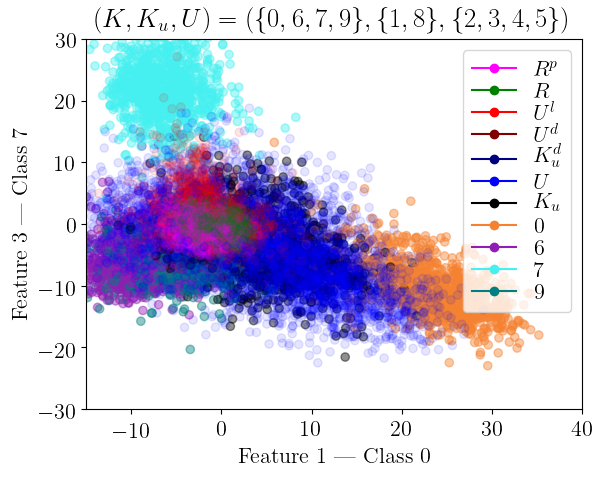 (K, K_u, U) = ({0, 6, 7, 9}, {1, 8}, {2, 3, 4, 5})
30
20
10
0
−10
−20
−30
Feature 3 — Class 7
−10
0
10
20
30
40
Feature 1 — Class 0
R^p
R
U^l
U^d
K_u^d
U
K_u
0
6
7
9